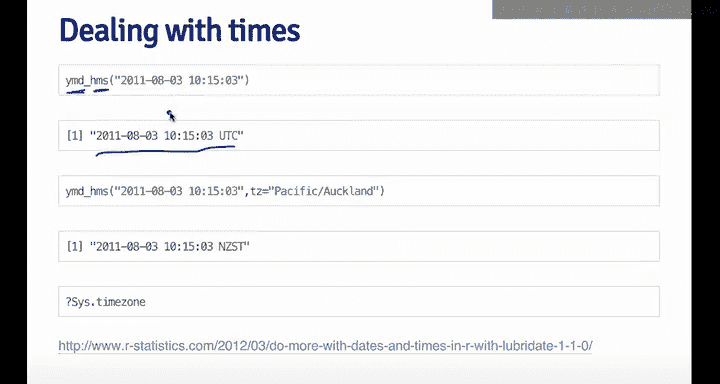 Dealing with times
ymd_hms("2011-08-03 10:15:03")
[1] "2011-08-03 10:15:03 UTC"
ymd_hms("2011-08-03 10:15:03",tz="Pacific/Auckland")
[1] "2011-08-03 10:15:03 NZST"
?Sys.timezone
http://www.r-statistics.com/2012/03/do-more-with-dates-and-times-in-r-with-lubridate-1-1-0/